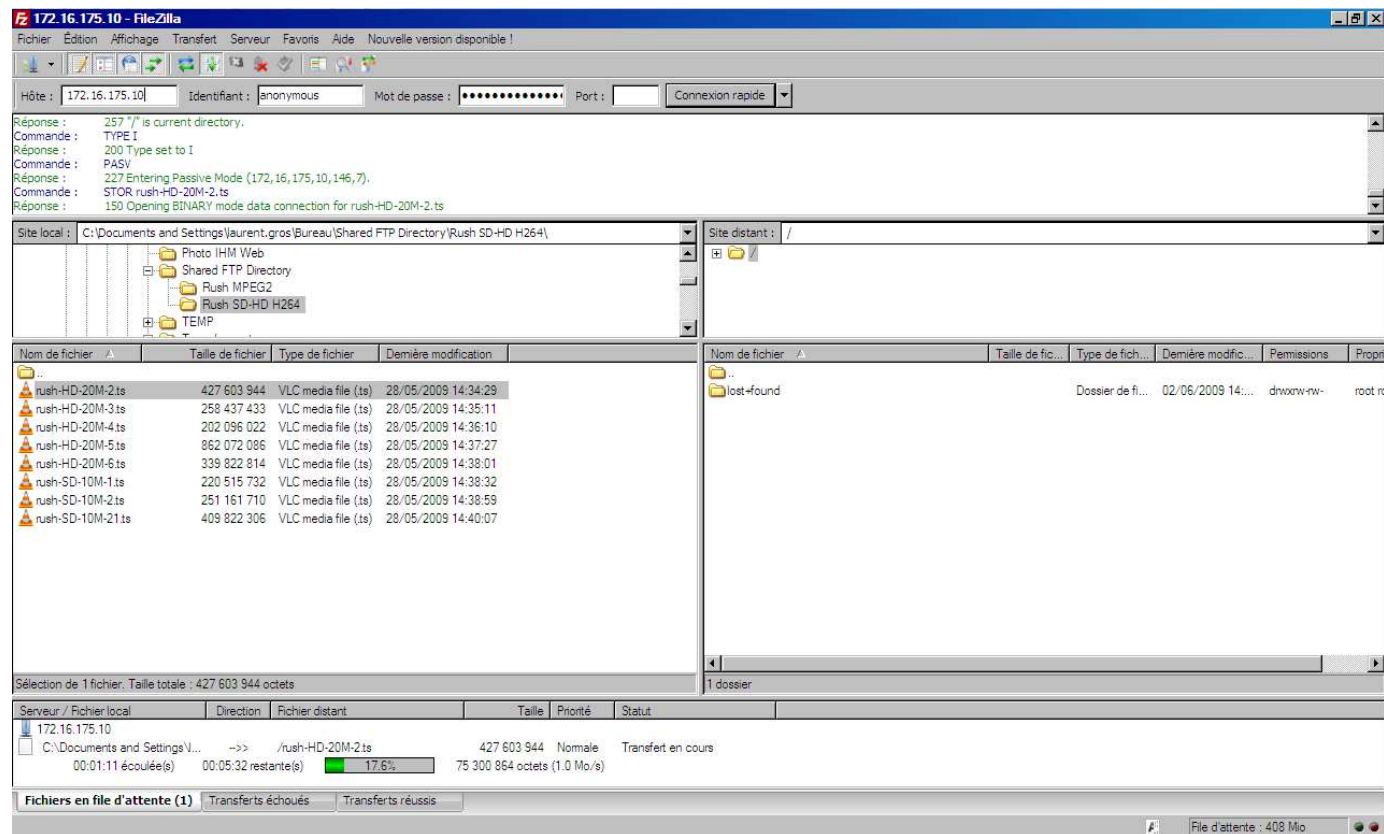 172.16.175.10 - FileZilla
Fichier Édition Affichage Transfert Serveur Favoris Aide Nouvelle version disponible !
Hôte : 172.16.175.10 Identifiant : anonymous Mot de passe : •••••••••••••• Port : Connexion rapide
Réponse : 257 "/" is current directory.
Commande : TYPE I
Réponse : 200 Type set to I
Commande : PASV
Réponse : 227 Entering Passive Mode (172,16,175,10,146,7).
Commande : STOR rush-HD-20M-2.ts
Réponse : 150 Opening BINARY mode data connection for rush-HD-20M-2.ts
Site local : C:\Documents and Settings\laurent.gros\Bureau\Shared FTP Directory\Rush SD-HD H264\
Photo IHM Web
Shared FTP Directory
Rush MPEG2
Rush SD-HD H264
TEMP
Site distant : /
/
Nom de fichier Taille de fichier Type de fichier Dernière modification
..
rush-HD-20M-2.ts 427 603 944 VLC media file (.ts) 28/05/2009 14:34:29
rush-HD-20M-3.ts 258 437 433 VLC media file (.ts) 28/05/2009 14:35:11
rush-HD-20M-4.ts 202 096 022 VLC media file (.ts) 28/05/2009 14:36:10
rush-HD-20M-5.ts 862 072 086 VLC media file (.ts) 28/05/2009 14:37:27
rush-HD-20M-6.ts 339 822 814 VLC media file (.ts) 28/05/2009 14:38:01
rush-SD-10M-1.ts 220 515 732 VLC media file (.ts) 28/05/2009 14:38:32
rush-SD-10M-2.ts 251 161 710 VLC media file (.ts) 28/05/2009 14:38:59
rush-SD-10M-21.ts 409 822 306 VLC media file (.ts) 28/05/2009 14:40:07
Sélection de 1 fichier. Taille totale : 427 603 944 octets
Nom de fichier Taille de fic... Type de fich... Dernière modific... Permissions Propri
..
lost+found Dossier de fi... 02/06/2009 14:... drwxrw-rw- root ro
1 dossier
Serveur / Fichier local Direction Fichier distant Taille Priorité Statut
172.16.175.10
C:\Documents and Settings\l... -->> /rush-HD-20M-2.ts 427 603 944 Normale Transfert en cours
00:01:11 écoulée(s) 00:05:32 restante(s) 17.6% 75 300 864 octets (1.0 Mo/s)
Fichiers en file d'attente (1) Transferts échoués Transferts réussis
File d'attente : 408 Mio